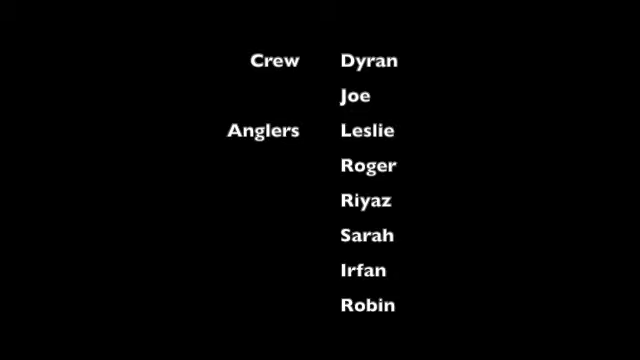 Crew Dyran
Joe
Anglers Leslie
Roger
Riyaz
Sarah
Irfan
Robin